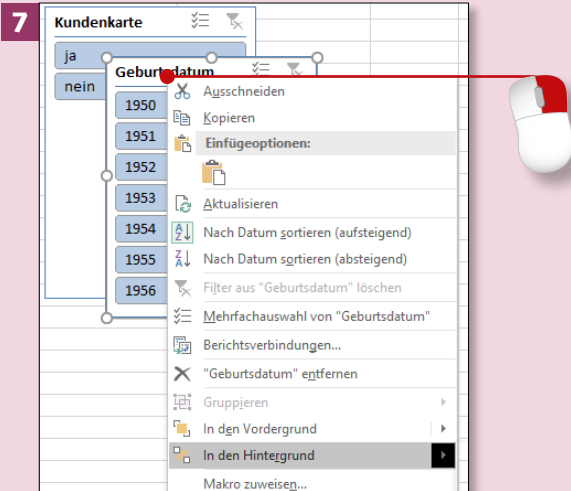 7
Kundenkarte
ja
nein
Geburtsdatum
1950
1951
1952
1953
1954
1955
1956
Ausschneiden
Kopieren
Einfügeoptionen:
Aktualisieren
Nach Datum sortieren (aufsteigend)
Nach Datum sortieren (absteigend)
Filter aus "Geburtsdatum" löschen
Mehrfachauswahl von "Geburtsdatum"
Berichtsverbindungen...
"Geburtsdatum" entfernen
Gruppieren
In den Vordergrund
In den Hintergrund
Makro zuweisen...